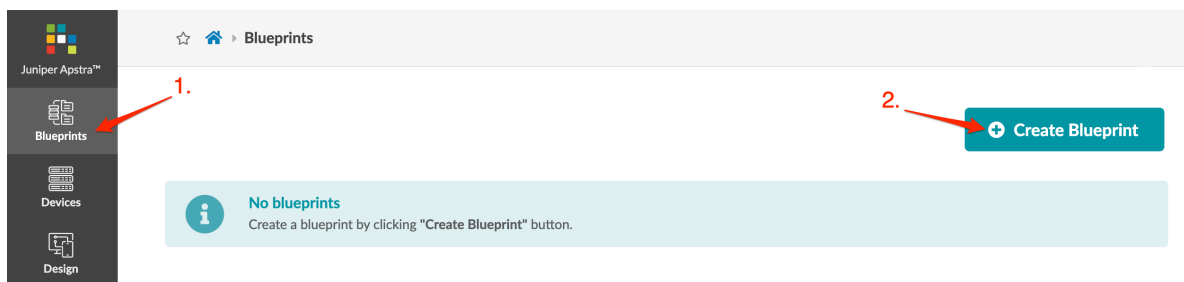 Juniper Apstra™
Blueprints
1.
Blueprints
2.
Create Blueprint
Devices
No blueprints
Create a blueprint by clicking "Create Blueprint" button.
Design